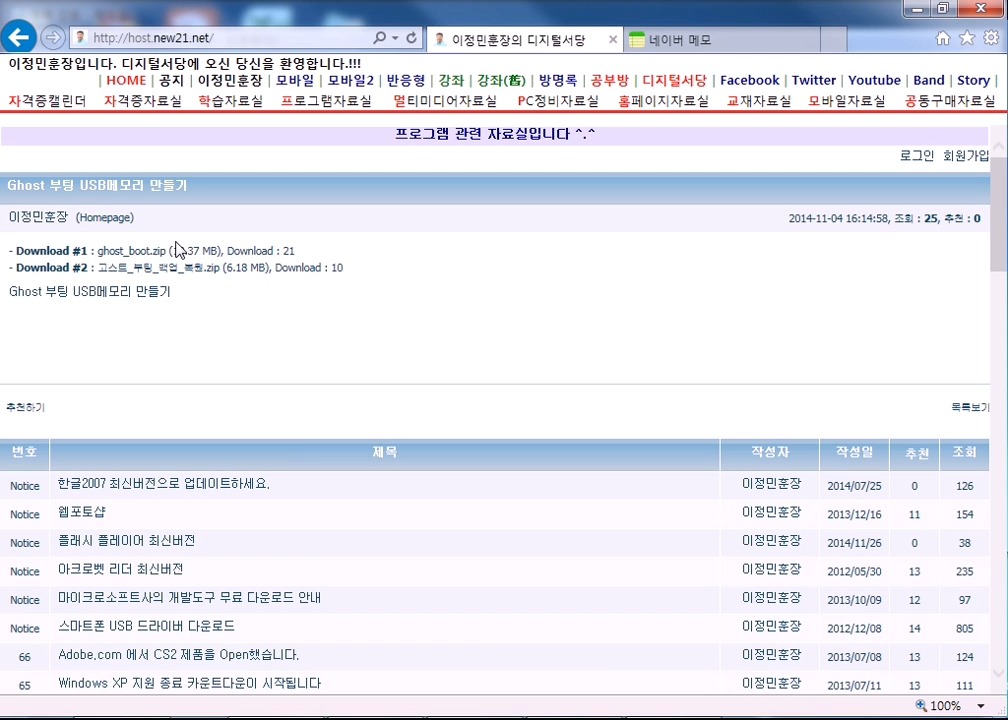 http://host.new21.net/
이정민훈장의 디지털서당
네이버 메모
이정민훈장입니다. 디지털서당에 오신 당신을 환영합니다.!!!
| HOME | 공지 | 이정민훈장 | 모바일 | 모바일2 | 반응형 | 강좌 | 강좌(舊) | 방명록 | 공부방 | 디지털서당 | Facebook | Twitter | Youtube | Band | Story |
자격증캘린더 자격증자료실 학습자료실 프로그램자료실 멀티미디어자료실 PC정비자료실 홈페이지자료실 교재자료실 모바일자료실 공동구매자료실
프로그램 관련 자료실입니다 ^.^
로그인 회원가입
Ghost 부팅 USB메모리 만들기
이정민훈장 (Homepage)
2014-11-04 16:14:58, 조회 : 25, 추천 : 0
- Download #1 : ghost_boot.zip ( .37 MB), Download : 21
- Download #2 : 고스트_부팅_백업_복원.zip (6.18 MB), Download : 10
Ghost 부팅 USB메모리 만들기
추천하기 목록보기
번호 제목 작성자 작성일 추천 조회
Notice 한글2007 최신버전으로 업데이트하세요. 이정민훈장 2014/07/25 0 126
Notice 웹포토샵 이정민훈장 2013/12/16 11 154
Notice 플래시 플레이어 최신버전 이정민훈장 2014/11/26 0 38
Notice 아크로벳 리더 최신버전 이정민훈장 2012/05/30 13 235
Notice 마이크로소프트사의 개발도구 무료 다운로드 안내 이정민훈장 2013/10/09 12 97
Notice 스마트폰 USB 드라이버 다운로드 이정민훈장 2012/12/08 14 805
66 Adobe.com 에서 CS2 제품을 Open했습니다. 이정민훈장 2013/07/08 13 124
65 Windows XP 지원 종료 카운트다운이 시작됩니다 이정민훈장 2013/07/11 13 111
100%